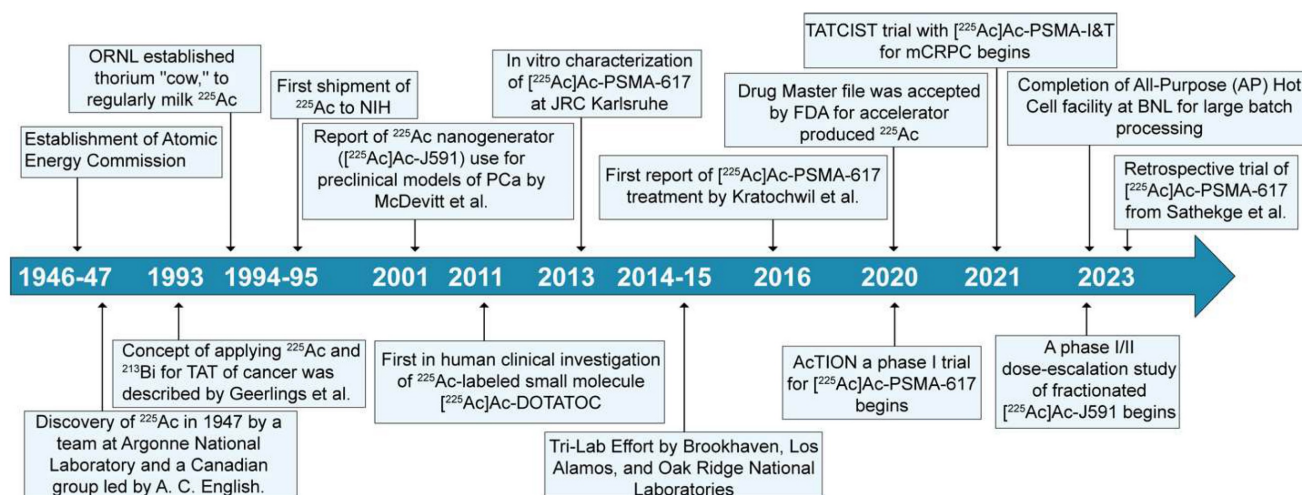 TATCIST trial with [²²⁵Ac]Ac-PSMA-I&T
for mCRPC begins
ORNL established
thorium "cow," to
regularly milk ²²⁵Ac
In vitro characterization
of [²²⁵Ac]Ac-PSMA-617
at JRC Karlsruhe
First shipment of
²²⁵Ac to NIH
Drug Master file was
accepted by FDA for accelerator
produced ²²⁵Ac
Completion of All-Purpose (AP) Hot
Cell facility at BNL for large batch
processing
Establishment of Atomic
Energy Commission
Report of ²²⁵Ac nanogenerator
([²²⁵Ac]Ac-J591) use for
preclinical models of PCa by
McDevitt et al.
First report of [²²⁵Ac]Ac-PSMA-617
treatment by Kratochwil et al.
Retrospective trial of
[²²⁵Ac]Ac-PSMA-617
from Sathekge et al.
1946-47 1993 1994-95 2001 2011 2013 2014-15 2016 2020 2021 2023
Concept of applying ²²⁵Ac and
²¹³Bi for TAT of cancer was
described by Geerlings et al.
First in human clinical investigation
of ²²⁵Ac-labeled small molecule
[²²⁵Ac]Ac-DOTATOC
AcTION a phase I trial
for [²²⁵Ac]Ac-PSMA-617
begins
A phase I/II
dose-escalation study
of fractionated
[²²⁵Ac]Ac-J591 begins
Discovery of ²²⁵Ac in 1947 by a
team at Argonne National
Laboratory and a Canadian
group led by A. C. English.
Tri-Lab Effort by Brookhaven, Los
Alamos, and Oak Ridge National
Laboratories